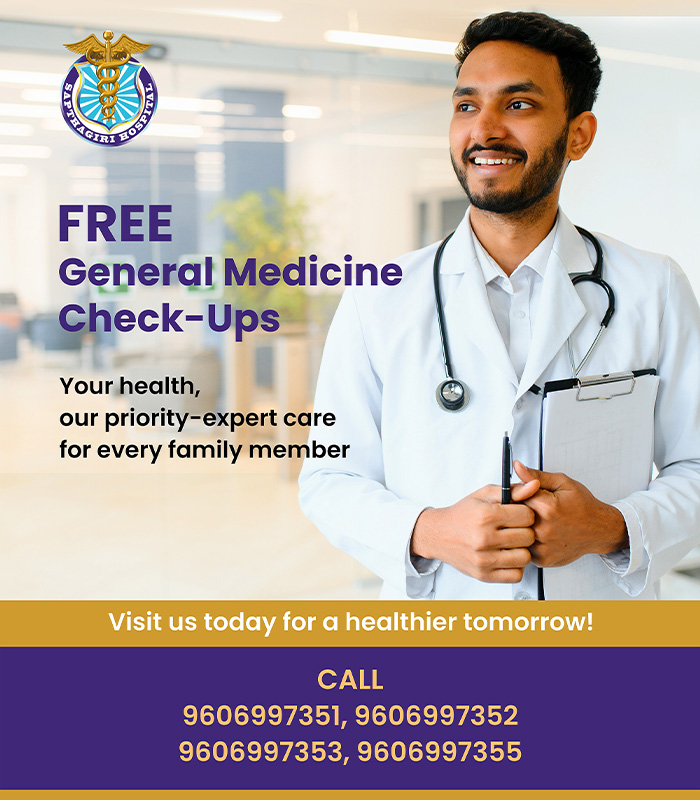 SAPTHAGIRI HOSPITAL
FREE
General Medicine
Check-Ups
Your health,
our priority-expert care
for every family member
Visit us today for a healthier tomorrow!
CALL
9606997351, 9606997352
9606997353, 9606997355